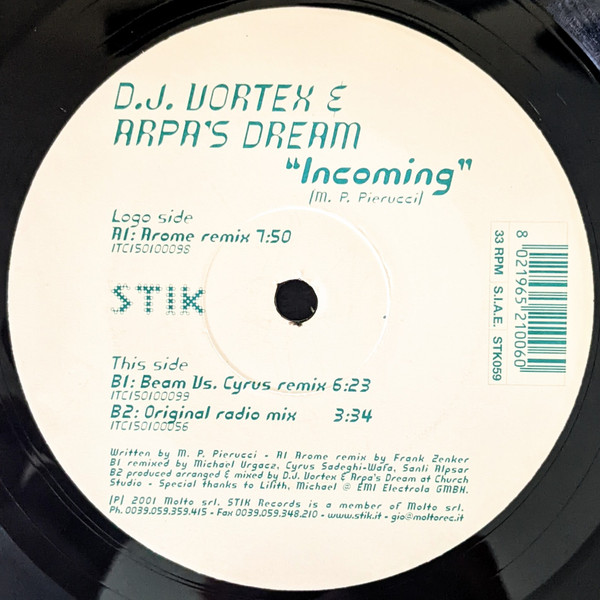 D.J. VORTEX &
ARPA'S DREAM
"Incoming"
(M. P. Pierucci)
Logo side
A1: Arome remix 7:50
ITC150100098
STIK
This side
B1: Beam Vs. Cyrus remix 6:23
ITC150100099
B2: Original radio mix 3:34
ITC150100056
Written by M. P. Pierucci - A1 Arome remix by Frank Zenker
B1 remixed by Michael Urgacz, Cyrus Sadeghi-Wafa, Sanli Alpsar
B2 produced arranged & mixed by D.J. Vortex & Arpa's Dream at Church
Studio - Special thanks to Lilith, Michael @ EMI Electrola GMBH.
(P) 2001 Molto srl. STIK Records is a member of Molto srl.
Ph. 0039.059.359.415 - Fax 0039.059.348.210 - www.stik.it - gio@moltorec.it
8 021965 210060
33 RPM S.I.A.E. STK059